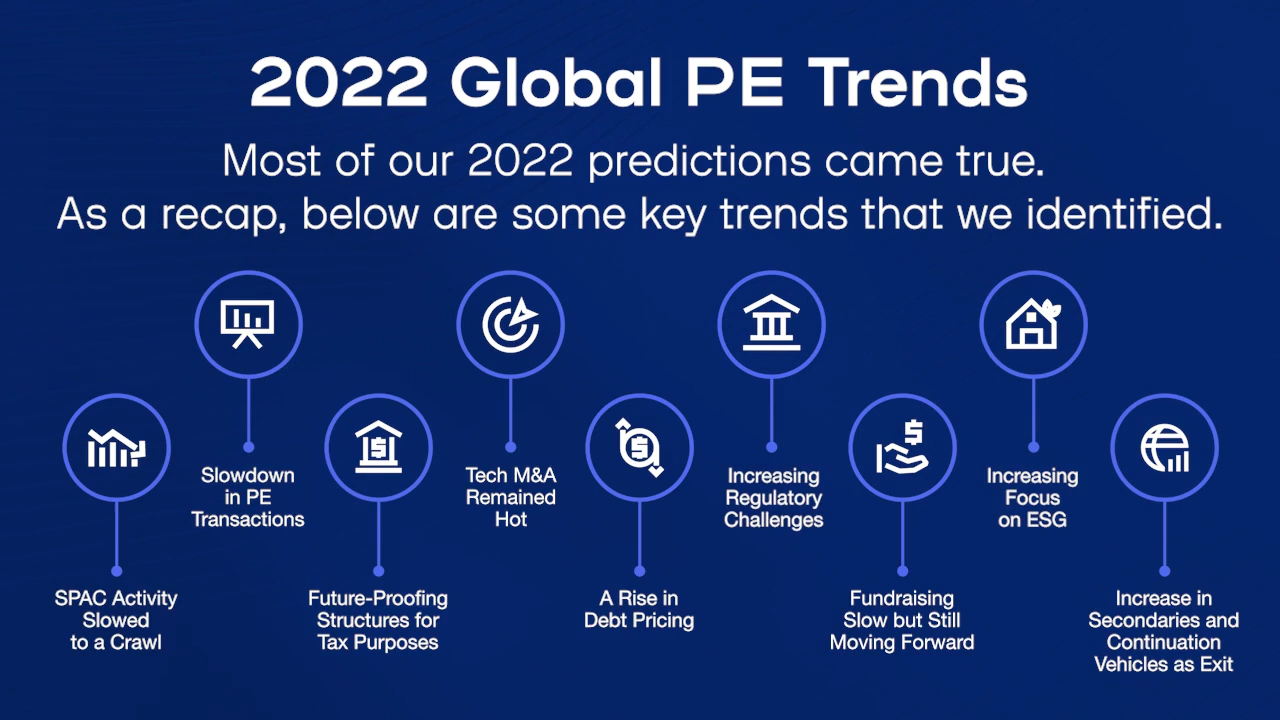 2022 Global PE Trends
Most of our 2022 predictions came true.
As a recap, below are some key trends that we identified.
SPAC Activity
Slowed
to a Crawl
Slowdown
in PE
Transactions
Future-Proofing
Structures for
Tax Purposes
Tech M&A
Remained
Hot
A Rise in
Debt Pricing
Increasing
Regulatory
Challenges
Fundraising
Slow but Still
Moving Forward
Increasing
Focus
on ESG
Increase in
Secondaries and
Continuation
Vehicles as Exit